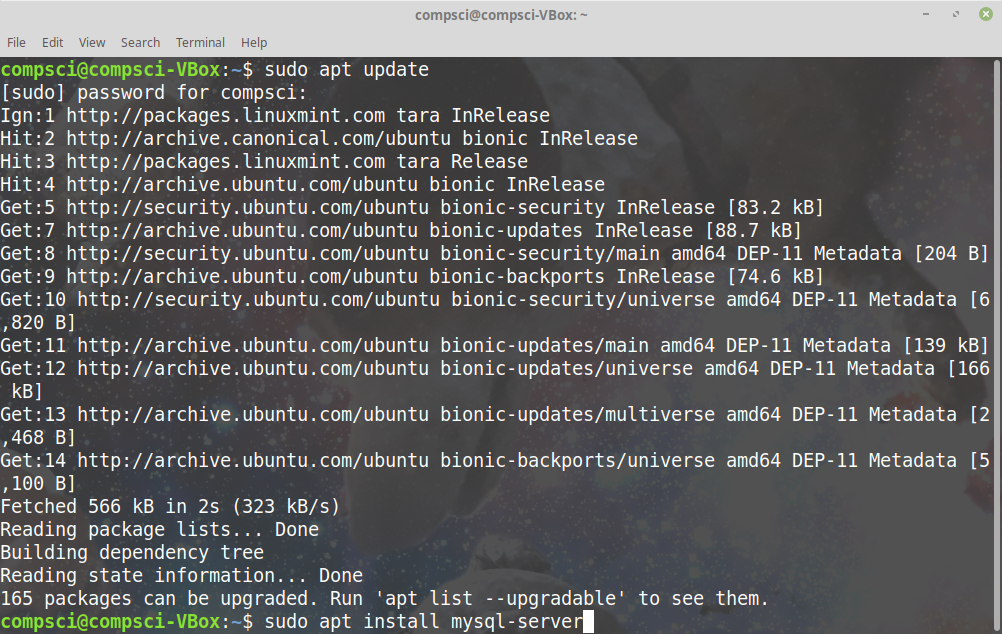 compsci@compsci-VBox: ~
File Edit View Search Terminal Help
compsci@compsci-VBox:~$ sudo apt update
[sudo] password for compsci:
Ign:1 http://packages.linuxmint.com tara InRelease
Hit:2 http://archive.canonical.com/ubuntu bionic InRelease
Hit:3 http://packages.linuxmint.com tara Release
Hit:4 http://archive.ubuntu.com/ubuntu bionic InRelease
Get:5 http://security.ubuntu.com/ubuntu bionic-security InRelease [83.2 kB]
Get:7 http://archive.ubuntu.com/ubuntu bionic-updates InRelease [88.7 kB]
Get:8 http://security.ubuntu.com/ubuntu bionic-security/main amd64 DEP-11 Metadata [204 B]
Get:9 http://archive.ubuntu.com/ubuntu bionic-backports InRelease [74.6 kB]
Get:10 http://security.ubuntu.com/ubuntu bionic-security/universe amd64 DEP-11 Metadata [6
,820 B]
Get:11 http://archive.ubuntu.com/ubuntu bionic-updates/main amd64 DEP-11 Metadata [139 kB]
Get:12 http://archive.ubuntu.com/ubuntu bionic-updates/universe amd64 DEP-11 Metadata [166
 kB]
Get:13 http://archive.ubuntu.com/ubuntu bionic-updates/multiverse amd64 DEP-11 Metadata [2
,468 B]
Get:14 http://archive.ubuntu.com/ubuntu bionic-backports/universe amd64 DEP-11 Metadata [5
,100 B]
Fetched 566 kB in 2s (323 kB/s)
Reading package lists... Done
Building dependency tree
Reading state information... Done
165 packages can be upgraded. Run 'apt list --upgradable' to see them.
compsci@compsci-VBox:~$ sudo apt install mysql-server